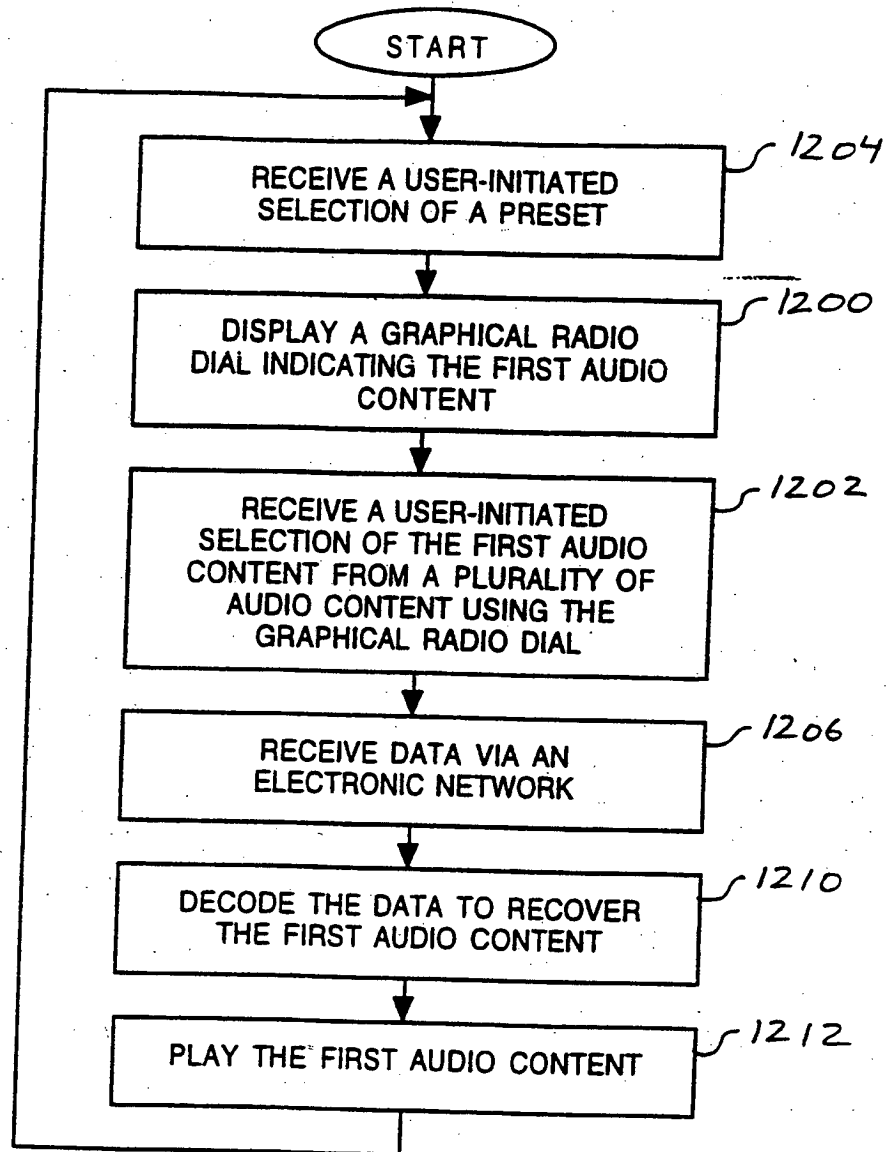 START
1204
RECEIVE A USER-INITIATED
SELECTION OF A PRESET
1200
DISPLAY A GRAPHICAL RADIO
DIAL INDICATING THE FIRST AUDIO
CONTENT
1202
RECEIVE A USER-INITIATED
SELECTION OF THE FIRST AUDIO
CONTENT FROM A PLURALITY OF
AUDIO CONTENT USING THE
GRAPHICAL RADIO DIAL
1206
RECEIVE DATA VIA AN
ELECTRONIC NETWORK
1210
DECODE THE DATA TO RECOVER
THE FIRST AUDIO CONTENT
1212
PLAY THE FIRST AUDIO CONTENT